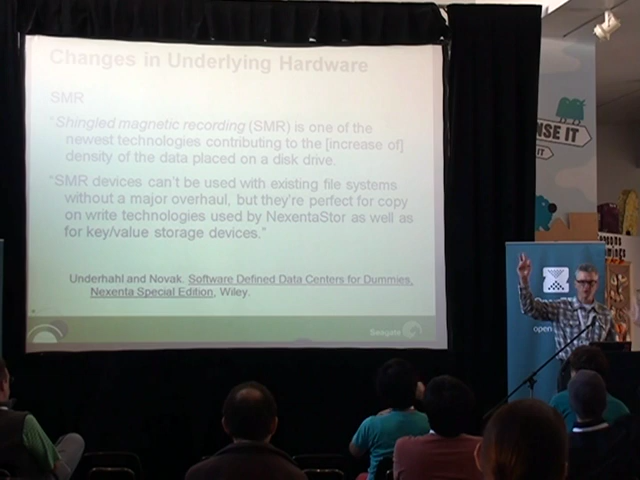 Changes in Underlying Hardware
SMR
"Shingled magnetic recording (SMR) is one of the
newest technologies contributing to the [increase of]
density of the data placed on a disk drive.
"SMR devices can't be used with existing file systems
without a major overhaul, but they're perfect for copy
on write technologies used by NexentaStor as well as
for key/value storage devices."
Underhahl and Novak. Software Defined Data Centers for Dummies,
Nexenta Special Edition, Wiley.
Seagate
NSE IT
IT
open